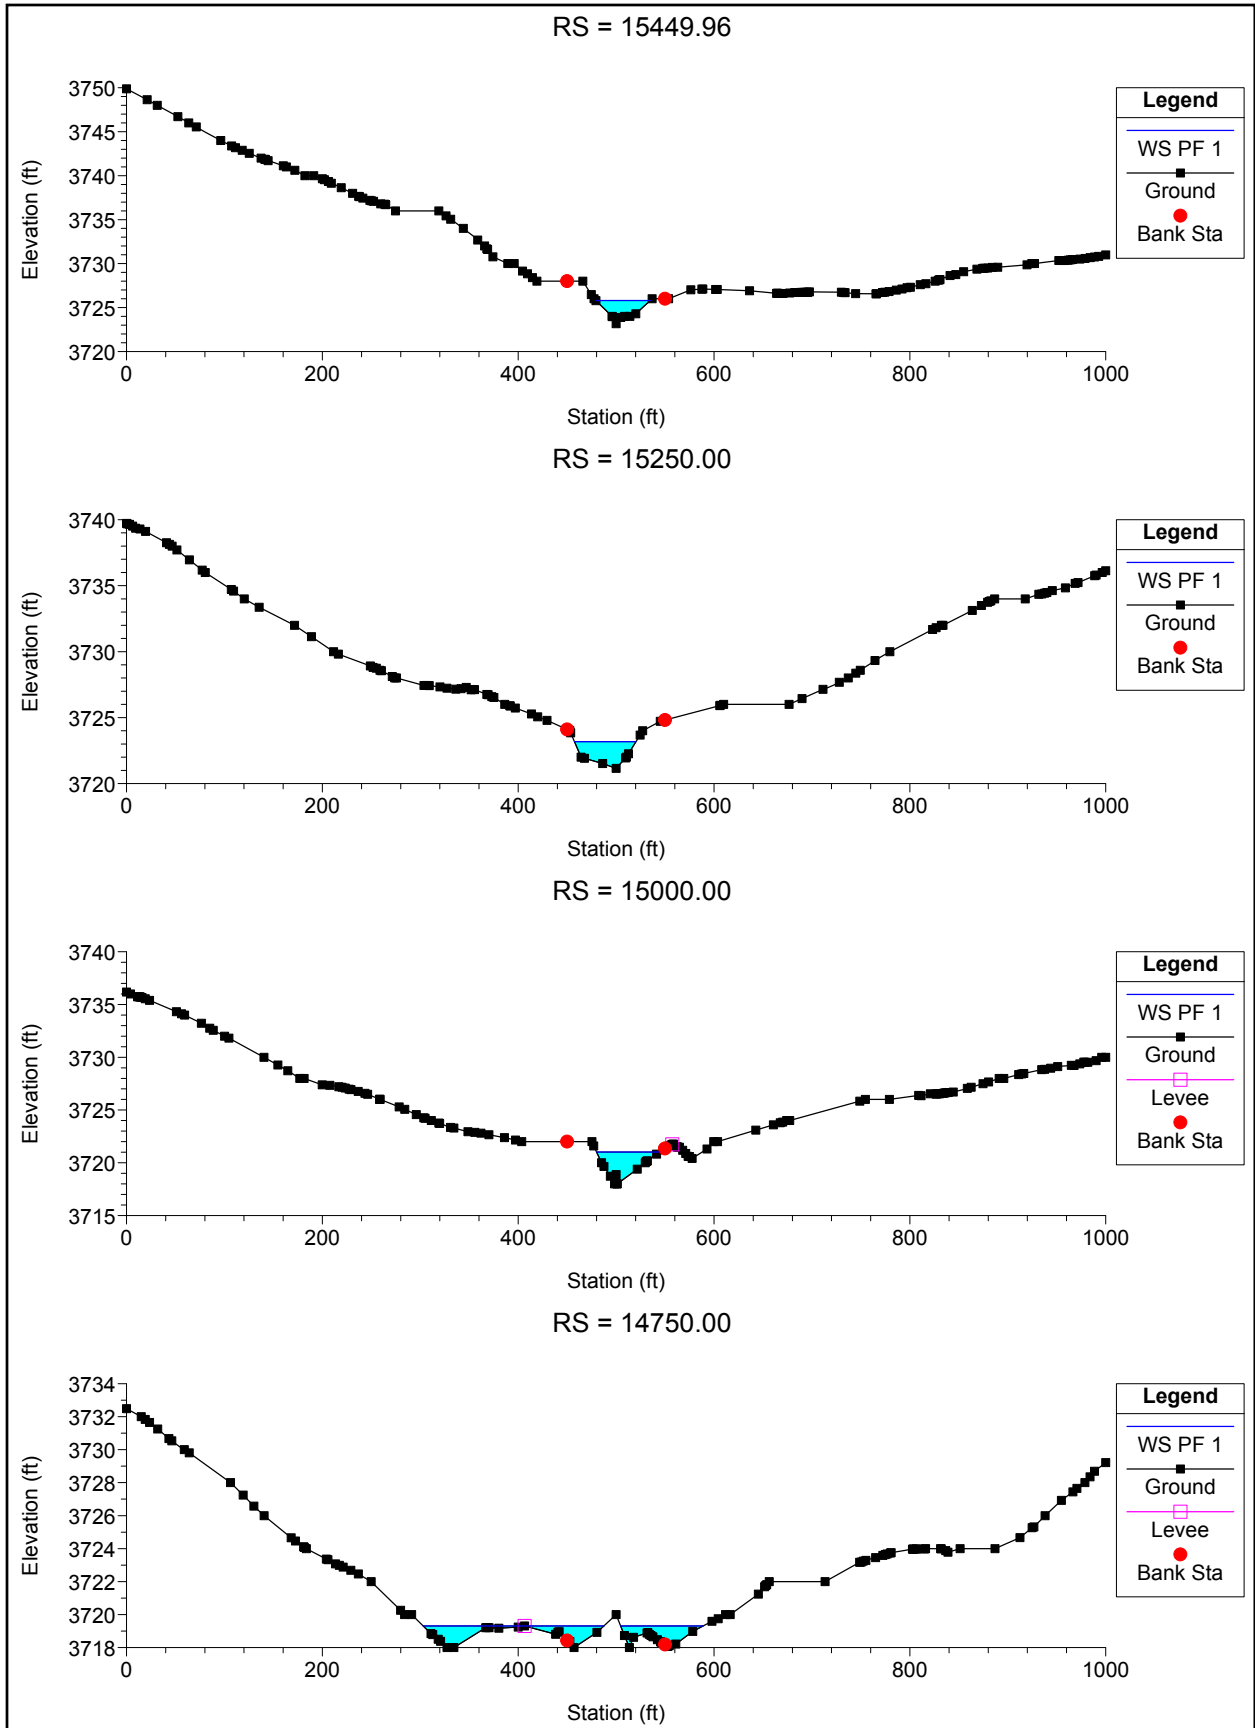 RS = 15449.96
3750
3745
3740
3735
3730
3725
3720
Elevation (ft)
0 200 400 600 800 1000
Station (ft)
Legend
WS PF 1
Ground
Bank Sta
RS = 15250.00
3740
3735
3730
3725
3720
Elevation (ft)
0 200 400 600 800 1000
Station (ft)
Legend
WS PF 1
Ground
Bank Sta
RS = 15000.00
3740
3735
3730
3725
3720
3715
Elevation (ft)
0 200 400 600 800 1000
Station (ft)
Legend
WS PF 1
Ground
Levee
Bank Sta
RS = 14750.00
3734
3732
3730
3728
3726
3724
3722
3720
3718
Elevation (ft)
0 200 400 600 800 1000
Station (ft)
Legend
WS PF 1
Ground
Levee
Bank Sta